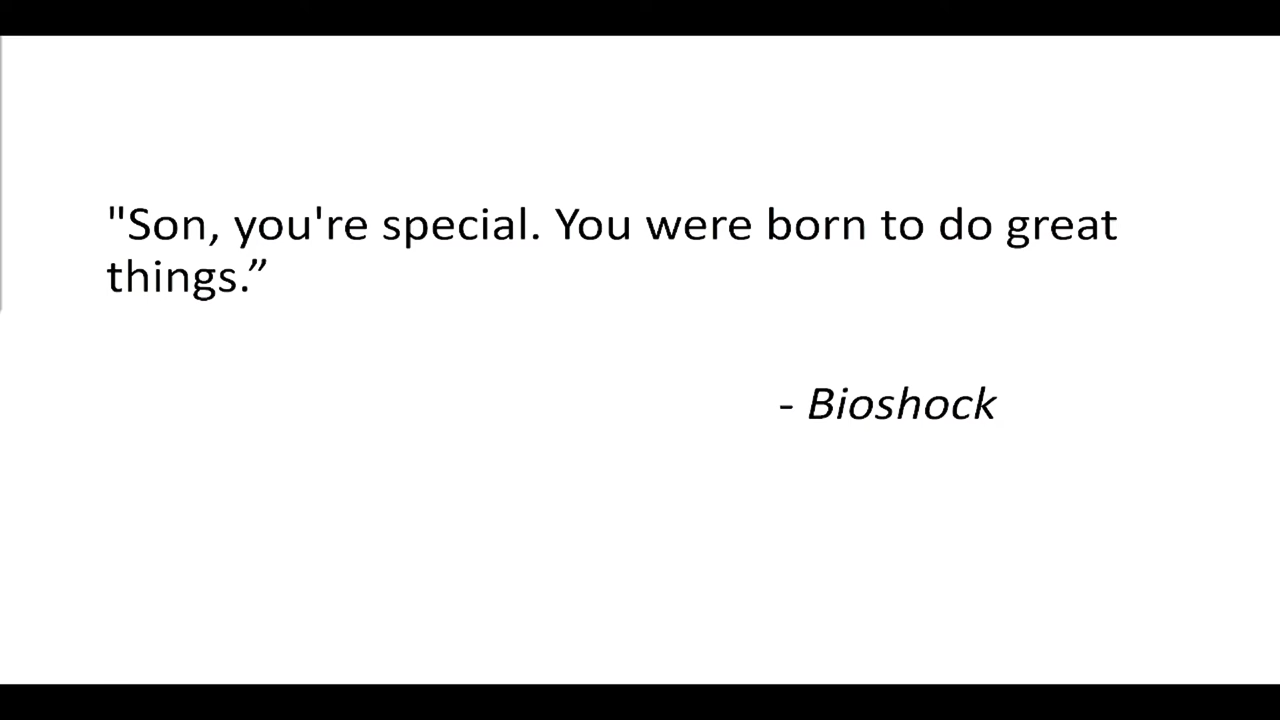 "Son, you're special. You were born to do great
things.”
- Bioshock